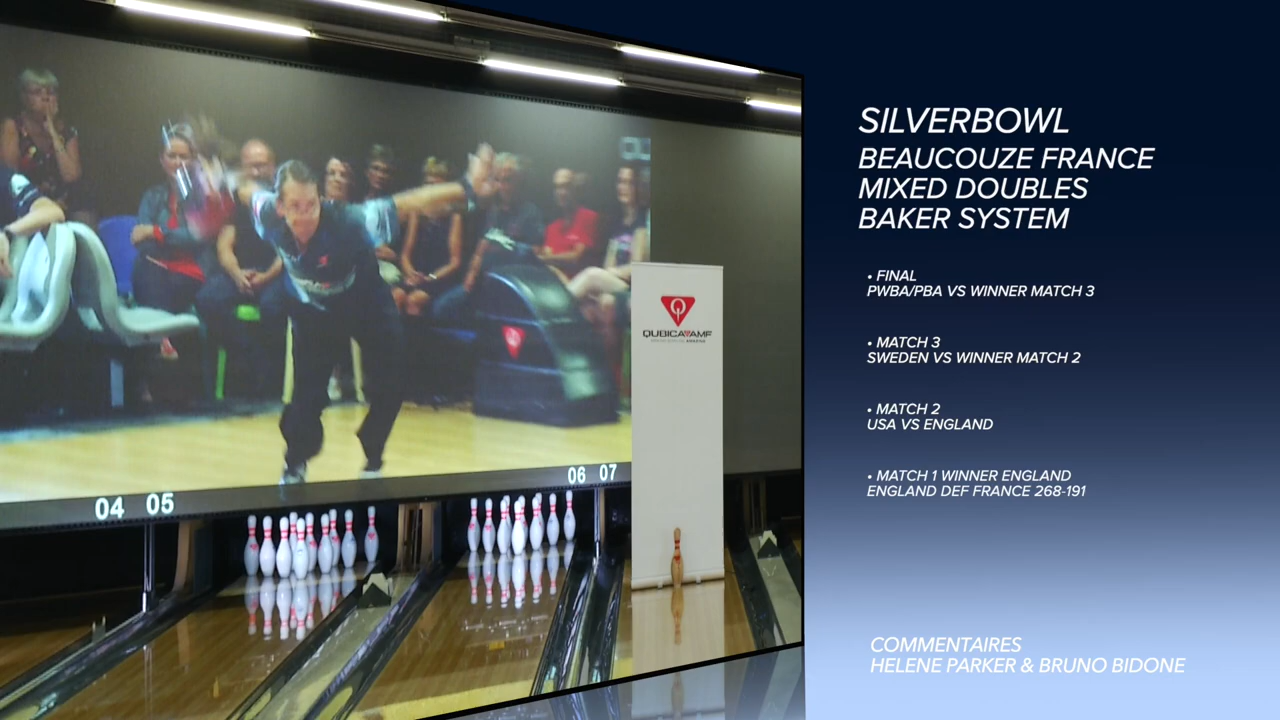 SILVERBOWL
BEAUCOUZE FRANCE
MIXED DOUBLES
BAKER SYSTEM
• FINAL
PWBA/PBA VS WINNER MATCH 3
• MATCH 3
SWEDEN VS WINNER MATCH 2
• MATCH 2
USA VS ENGLAND
• MATCH 1 WINNER ENGLAND
ENGLAND DEF FRANCE 268-191
COMMENTAIRES
HELENE PARKER & BRUNO BIDONE
QUBICAAMF
04 05
06 07